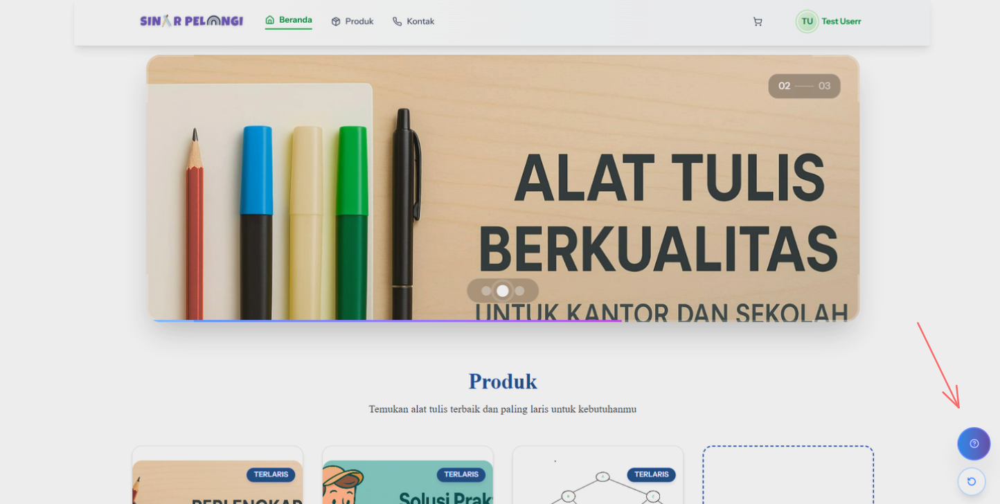 SINAR PELANGI
Beranda
Produk
Kontak
TU
Test Userr
02
03
ALAT TULIS
BERKUALITAS
UNTUK KANTOR DAN SEKOLAH
Produk
Temukan alat tulis terbaik dan paling laris untuk kebutuhanmu
TERLARIS
TERLARIS
TERLARIS
PERLENGKAP
Solusi Prak